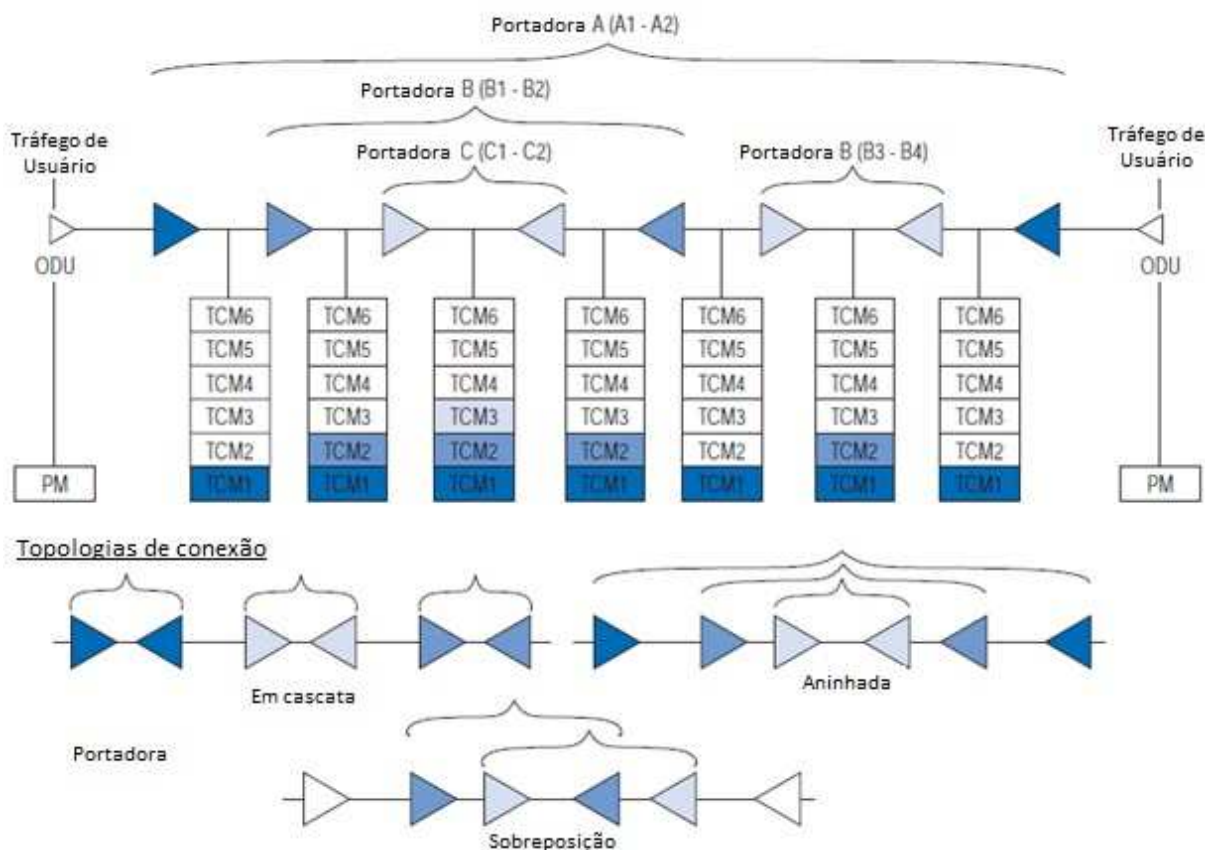 Portadora A (A1 - A2)
Portadora B (B1 - B2)
Tráfego de
Usuário
Portadora C (C1 - C2)
Portadora B (B3 - B4)
Tráfego de
Usuário
ODU
ODU
TCM6 TCM6 TCM6 TCM6 TCM6 TCM6 TCM6
TCM5 TCM5 TCM5 TCM5 TCM5 TCM5 TCM5
TCM4 TCM4 TCM4 TCM4 TCM4 TCM4 TCM4
TCM3 TCM3 TCM3 TCM3 TCM3 TCM3 TCM3
TCM2 TCM2 TCM2 TCM2 TCM2 TCM2 TCM2
PM TCM1 TCM1 TCM1 TCM1 TCM1 TCM1 TCM1 PM
Topologias de conexão
Em cascata
Aninhada
Portadora
Sobreposição